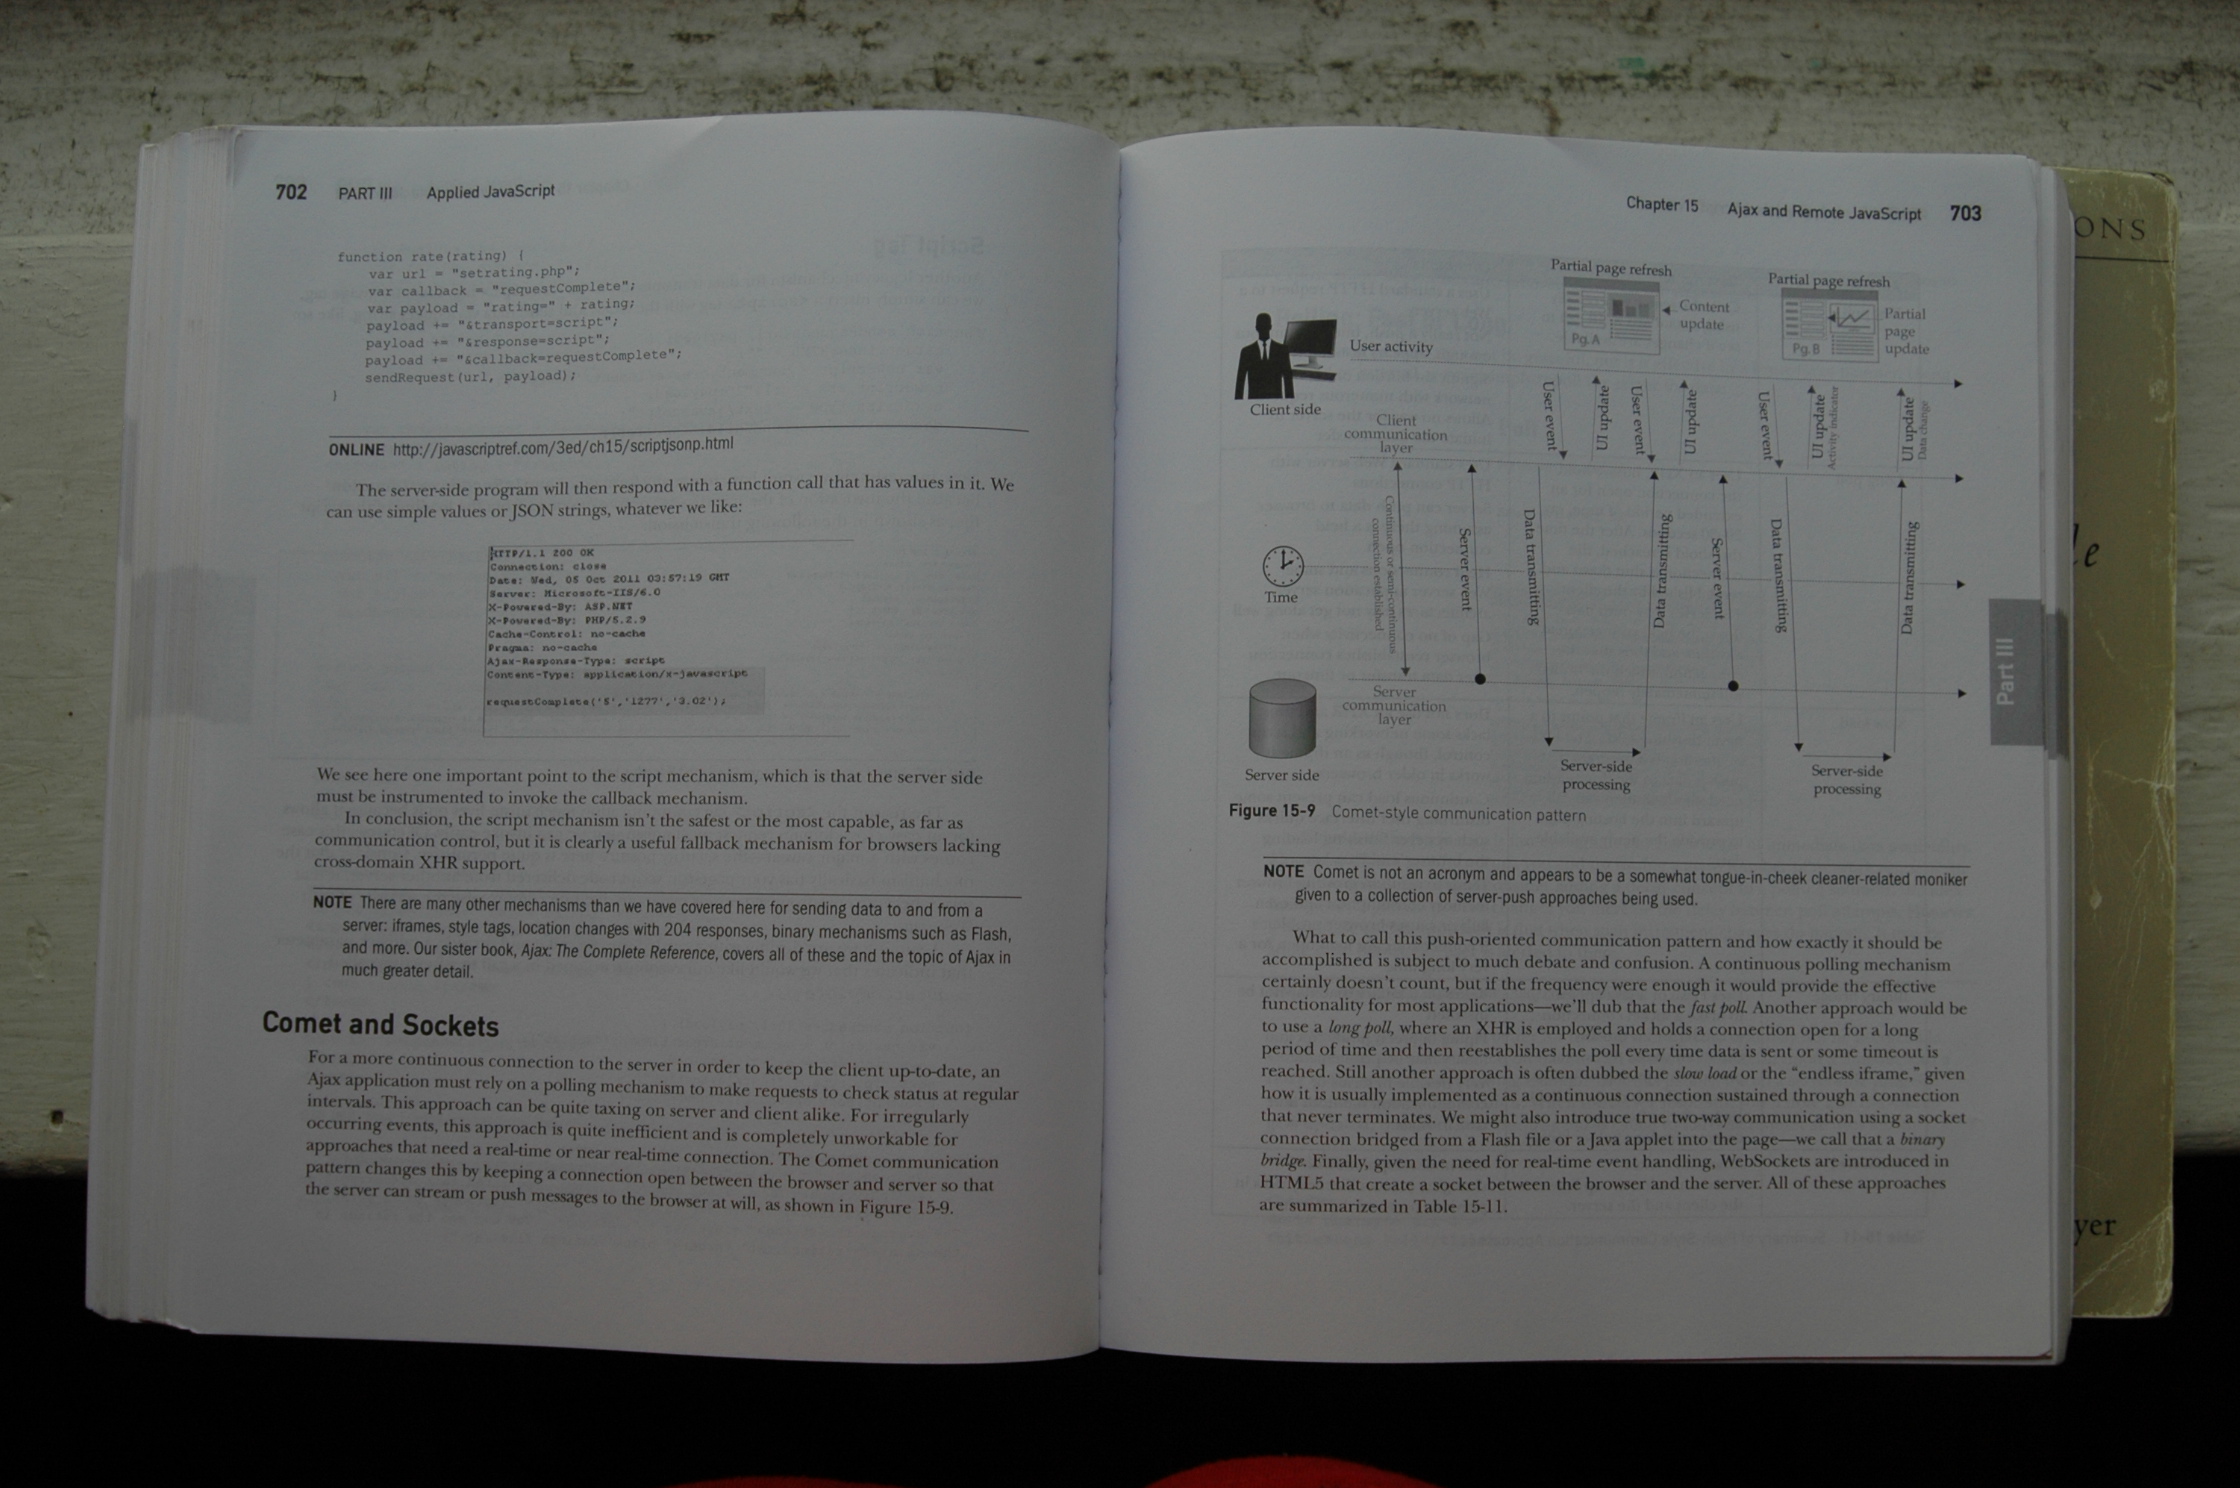 702 PART III Applied JavaScript
function rate(rating) {
var url = "setrating.php";
var callback = "requestComplete";
var payload = "rating=" + rating;
payload += "&transport=script";
payload += "&response=script";
payload += "&callback=requestComplete";
sendRequest(url, payload);
}
ONLINE http://javascriptref.com/3ed/ch15/scriptjsonp.html
The server-side program will then respond with a function call that has values in it. We
can use simple values or JSON strings, whatever we like:
HTTP/1.1 200 OK
Connection: close
Date: Wed, 05 Oct 2011 03:57:19 GMT
Server: Microsoft-IIS/6.0
X-Powered-By: ASP.NET
X-Powered-By: PHP/5.2.9
Cache-Control: no-cache
Pragma: no-cache
Ajax-Response-Type: script
Content-Type: application/x-javascript
requestComplete('5','1277','3.02');
We see here one important point to the script mechanism, which is that the server side
must be instrumented to invoke the callback mechanism.
In conclusion, the script mechanism isn't the safest or the most capable, as far as
communication control, but it is clearly a useful fallback mechanism for browsers lacking
cross-domain XHR support.
NOTE There are many other mechanisms than we have covered here for sending data to and from a
server: iframes, style tags, location changes with 204 responses, binary mechanisms such as Flash,
and more. Our sister book, Ajax: The Complete Reference, covers all of these and the topic of Ajax in
much greater detail.
Comet and Sockets
For a more continuous connection to the server in order to keep the client up-to-date, an
Ajax application must rely on a polling mechanism to make requests to check status at regular
intervals. This approach can be quite taxing on server and client alike. For irregularly
occurring events, this approach is quite inefficient and is completely unworkable for
approaches that need a real-time or near real-time connection. The Comet communication
pattern changes this by keeping a connection open between the browser and server so that
the server can stream or push messages to the browser at will, as shown in Figure 15-9.
Chapter 15 Ajax and Remote JavaScript 703
Partial page refresh
Partial page refresh
Content
update
Pg. A
Partial
page
update
Pg. B
User activity
Client side
Client
communication
layer
User event
UI update
User event
UI update
User event
UI update
Activity indicator
UI update
Data change
Time
Continuous or semi-continuous
connection established
Server event
Data transmitting
Data transmitting
Server event
Data transmitting
Data transmitting
Server
communication
layer
Server side
Server-side
processing
Server-side
processing
Figure 15-9 Comet-style communication pattern
NOTE Comet is not an acronym and appears to be a somewhat tongue-in-cheek cleaner-related moniker
given to a collection of server-push approaches being used.
What to call this push-oriented communication pattern and how exactly it should be
accomplished is subject to much debate and confusion. A continuous polling mechanism
certainly doesn't count, but if the frequency were enough it would provide the effective
functionality for most applications—we'll dub that the fast poll. Another approach would be
to use a long poll, where an XHR is employed and holds a connection open for a long
period of time and then reestablishes the poll every time data is sent or some timeout is
reached. Still another approach is often dubbed the slow load or the "endless iframe," given
how it is usually implemented as a continuous connection sustained through a connection
that never terminates. We might also introduce true two-way communication using a socket
connection bridged from a Flash file or a Java applet into the page—we call that a binary
bridge. Finally, given the need for real-time event handling, WebSockets are introduced in
HTML5 that create a socket between the browser and the server. All of these approaches
are summarized in Table 15-11.
Part III
ONS
le
yer